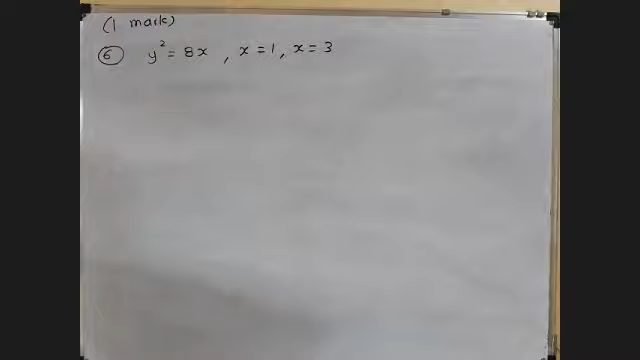 (1 mark)
6 y² = 8x , x = 1, x = 3